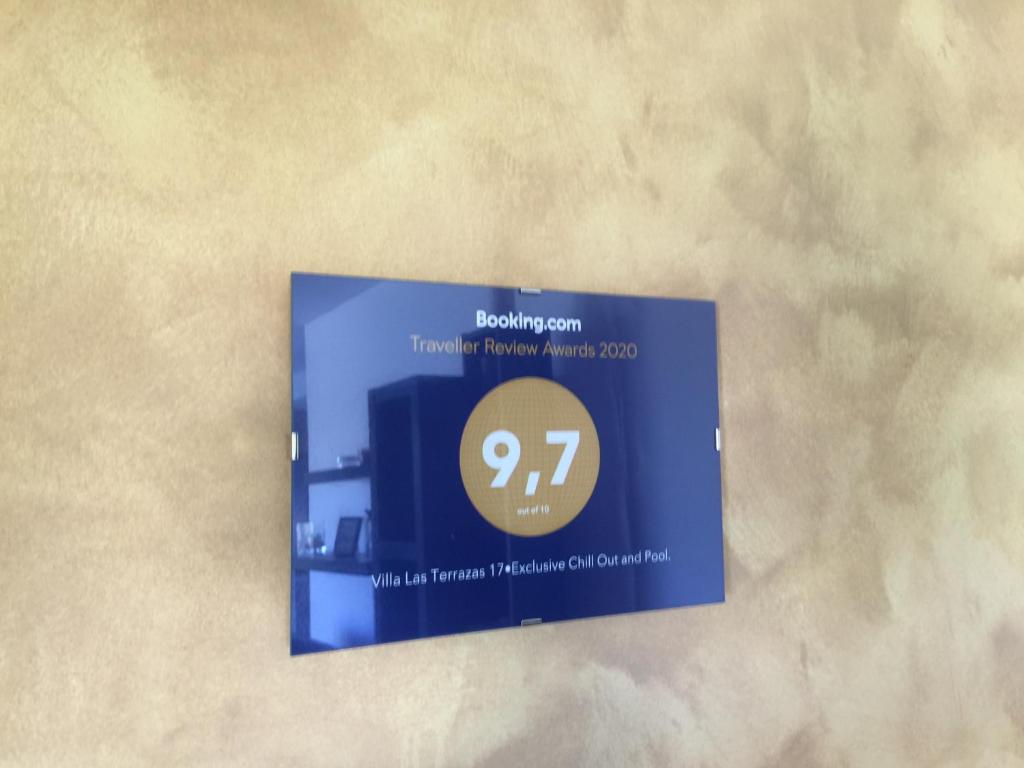 Booking.com
Traveller Review Awards 2020
9,7
out of 10
Villa Las Terrazas 17•Exclusive Chill Out and Pool.